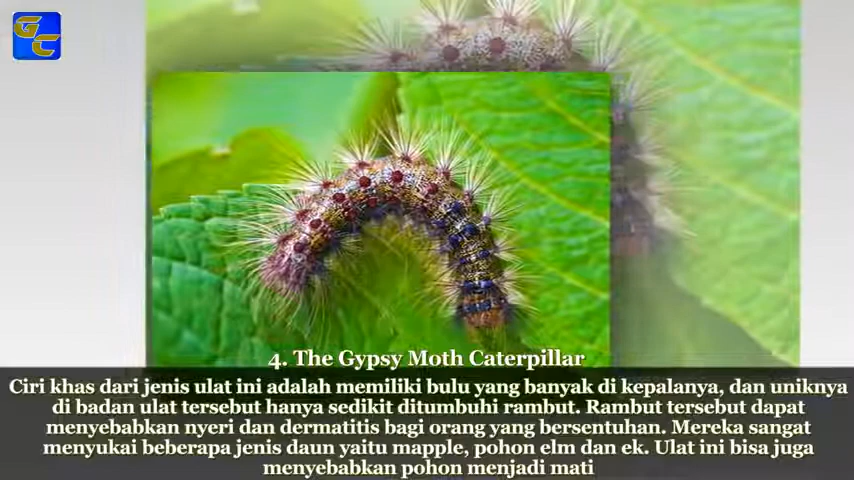 GC
4. The Gypsy Moth Caterpillar
Ciri khas dari jenis ulat ini adalah memiliki bulu yang banyak di kepalanya, dan uniknya
di badan ulat tersebut hanya sedikit ditumbuhi rambut. Rambut tersebut dapat
menyebabkan nyeri dan dermatitis bagi orang yang bersentuhan. Mereka sangat
menyukai beberapa jenis daun yaitu mapple, pohon elm dan ek. Ulat ini bisa juga
menyebabkan pohon menjadi mati